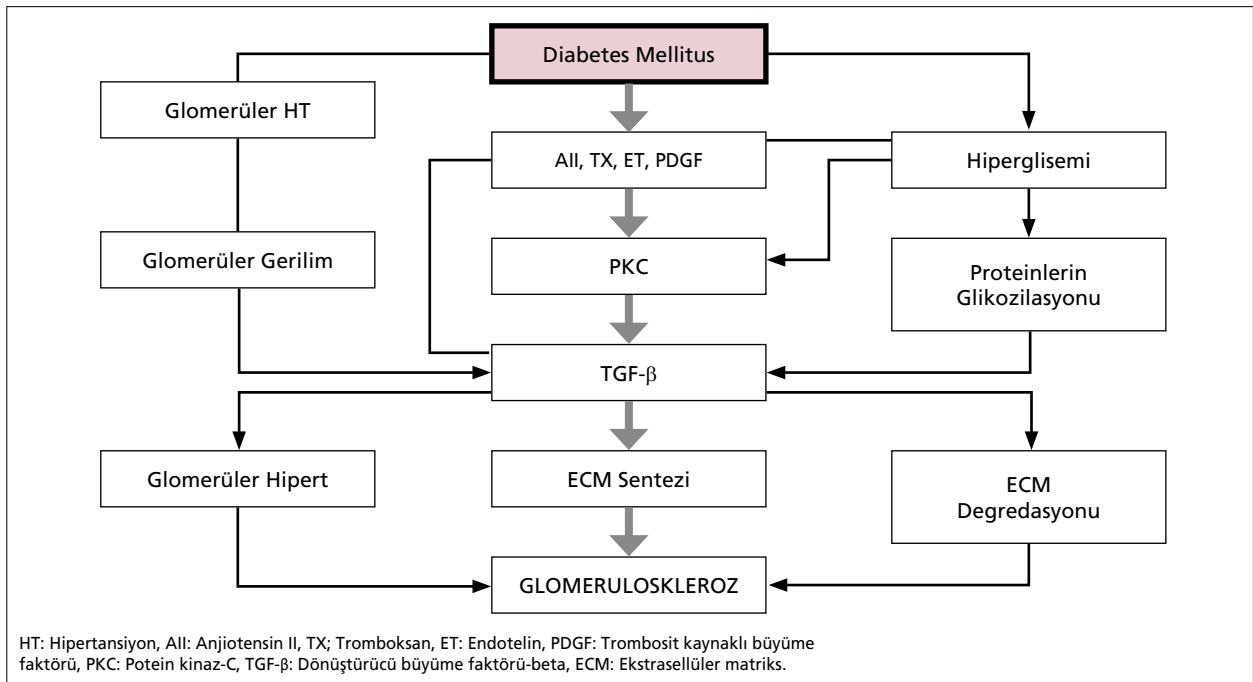 Diabetes Mellitus
Glomerüler HT
AII, TX, ET, PDGF
Hiperglisemi
Glomerüler Gerilim
PKC
Proteinlerin
Glikozilasyonu
TGF-β
Glomerüler Hipert
ECM Sentezi
ECM
Degredasyonu
GLOMERULOSKLEROZ
HT: Hipertansiyon, AII: Anjiotensin II, TX; Tromboksan, ET: Endotelin, PDGF: Trombosit kaynaklı büyüme
faktörü, PKC: Potein kinaz-C, TGF-β: Dönüştürücü büyüme faktörü-beta, ECM: Ekstrasellüler matriks.